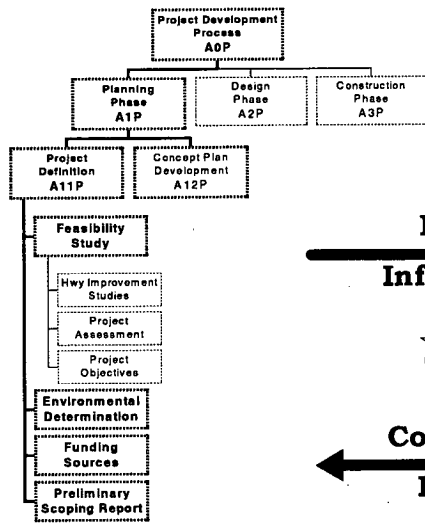 Project Development
Process
A0P
Planning
Phase
A1P
Design
Phase
A2P
Construction
Phase
A3P
Project
Definition
A11P
Concept Plan
Development
A12P
Feasibility
Study
Hwy Improvement
Studies
Project
Assessment
Project
Objectives
Environmental
Determination
Funding
Sources
Preliminary
Scoping Report
Inf
Co